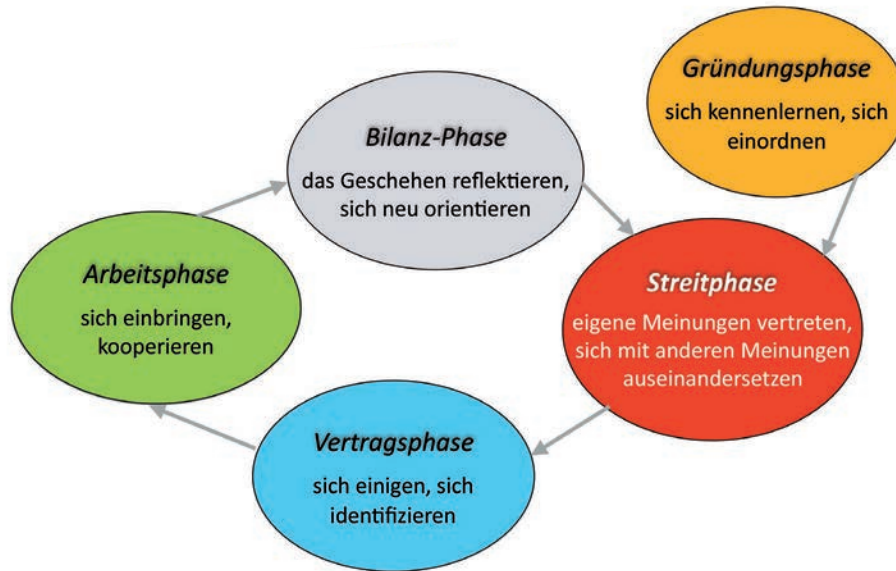 Gründungsphase
sich kennenlernen, sich
einordnen
Bilanz-Phase
das Geschehen reflektieren,
sich neu orientieren
Streitphase
eigene Meinungen vertreten,
sich mit anderen Meinungen
auseinandersetzen
Arbeitsphase
sich einbringen,
kooperieren
Vertragsphase
sich einigen, sich
identifizieren